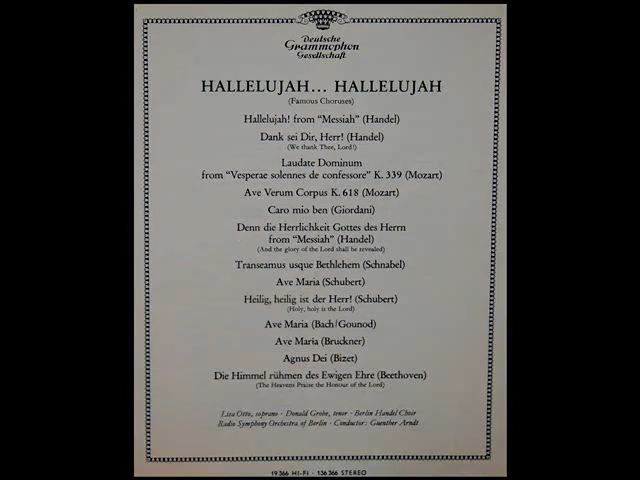 Deutsche
Grammophon
Gesellschaft
HALLELUJAH... HALLELUJAH
(Famous Choruses)
Hallelujah! from "Messiah" (Handel)
Dank sei Dir, Herr! (Handel)
(We thank Thee, Lord!)
Laudate Dominum
from "Vesperae solennes de confessore" K. 339 (Mozart)
Ave Verum Corpus K. 618 (Mozart)
Caro mio ben (Giordani)
Denn die Herrlichkeit Gottes des Herrn
from "Messiah" (Handel)
(And the glory of the Lord shall be revealed)
Transeamus usque Bethlehem (Schnabel)
Ave Maria (Schubert)
Heilig, heilig ist der Herr! (Schubert)
(Holy, holy is the Lord)
Ave Maria (Bach/Gounod)
Ave Maria (Bruckner)
Agnus Dei (Bizet)
Die Himmel rühmen des Ewigen Ehre (Beethoven)
(The Heavens Praise the Honour of the Lord)
Lisa Otto, soprano · Donald Grobe, tenor · Berlin Handel Choir
Radio Symphony Orchestra of Berlin · Conductor: Guenther Arndt
19 366 HI-FI · 136 366 STEREO